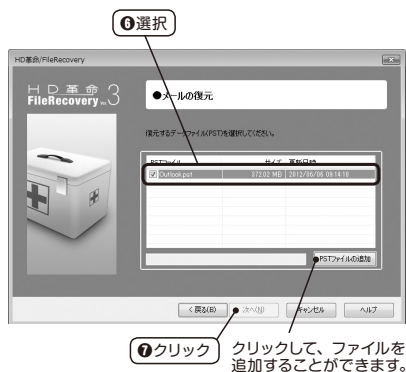 ❻選択
HD革命/FileRecovery
HD革命
FileRecovery Ver.3
●メールの復元
復元するデータファイル(PST)を選択してください。
PSTファイル サイズ 更新日時
Outlook.pst 372.02 MB 2012/06/06 09:14:18
PSTファイルの追加
< 戻る(B) 次へ(N) キャンセル ヘルプ
❼クリック
クリックして、ファイルを
追加することができます。